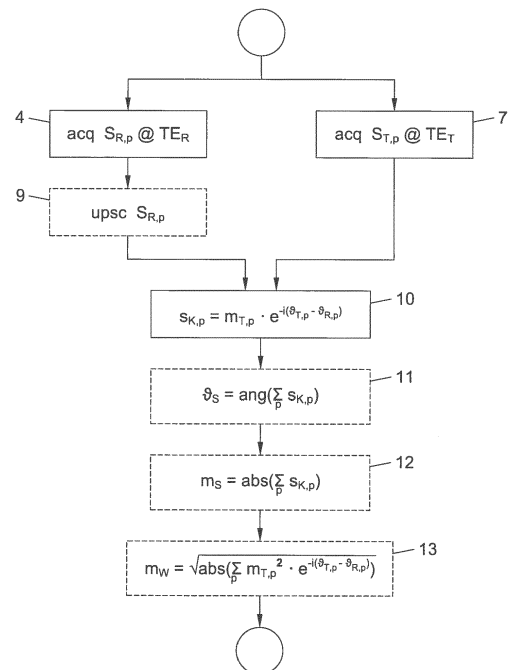 4
acq S_R,p @ TE_R
7
acq S_T,p @ TE_T
9
upsc S_R,p
10
s_K,p = m_T,p · e^-i(ϑ_T,p - ϑ_R,p)
11
ϑ_S = ang(Σ_p s_K,p)
12
m_S = abs(Σ_p s_K,p)
13
m_W = √abs(Σ_p m_T,p² · e^-i(ϑ_T,p - ϑ_R,p))